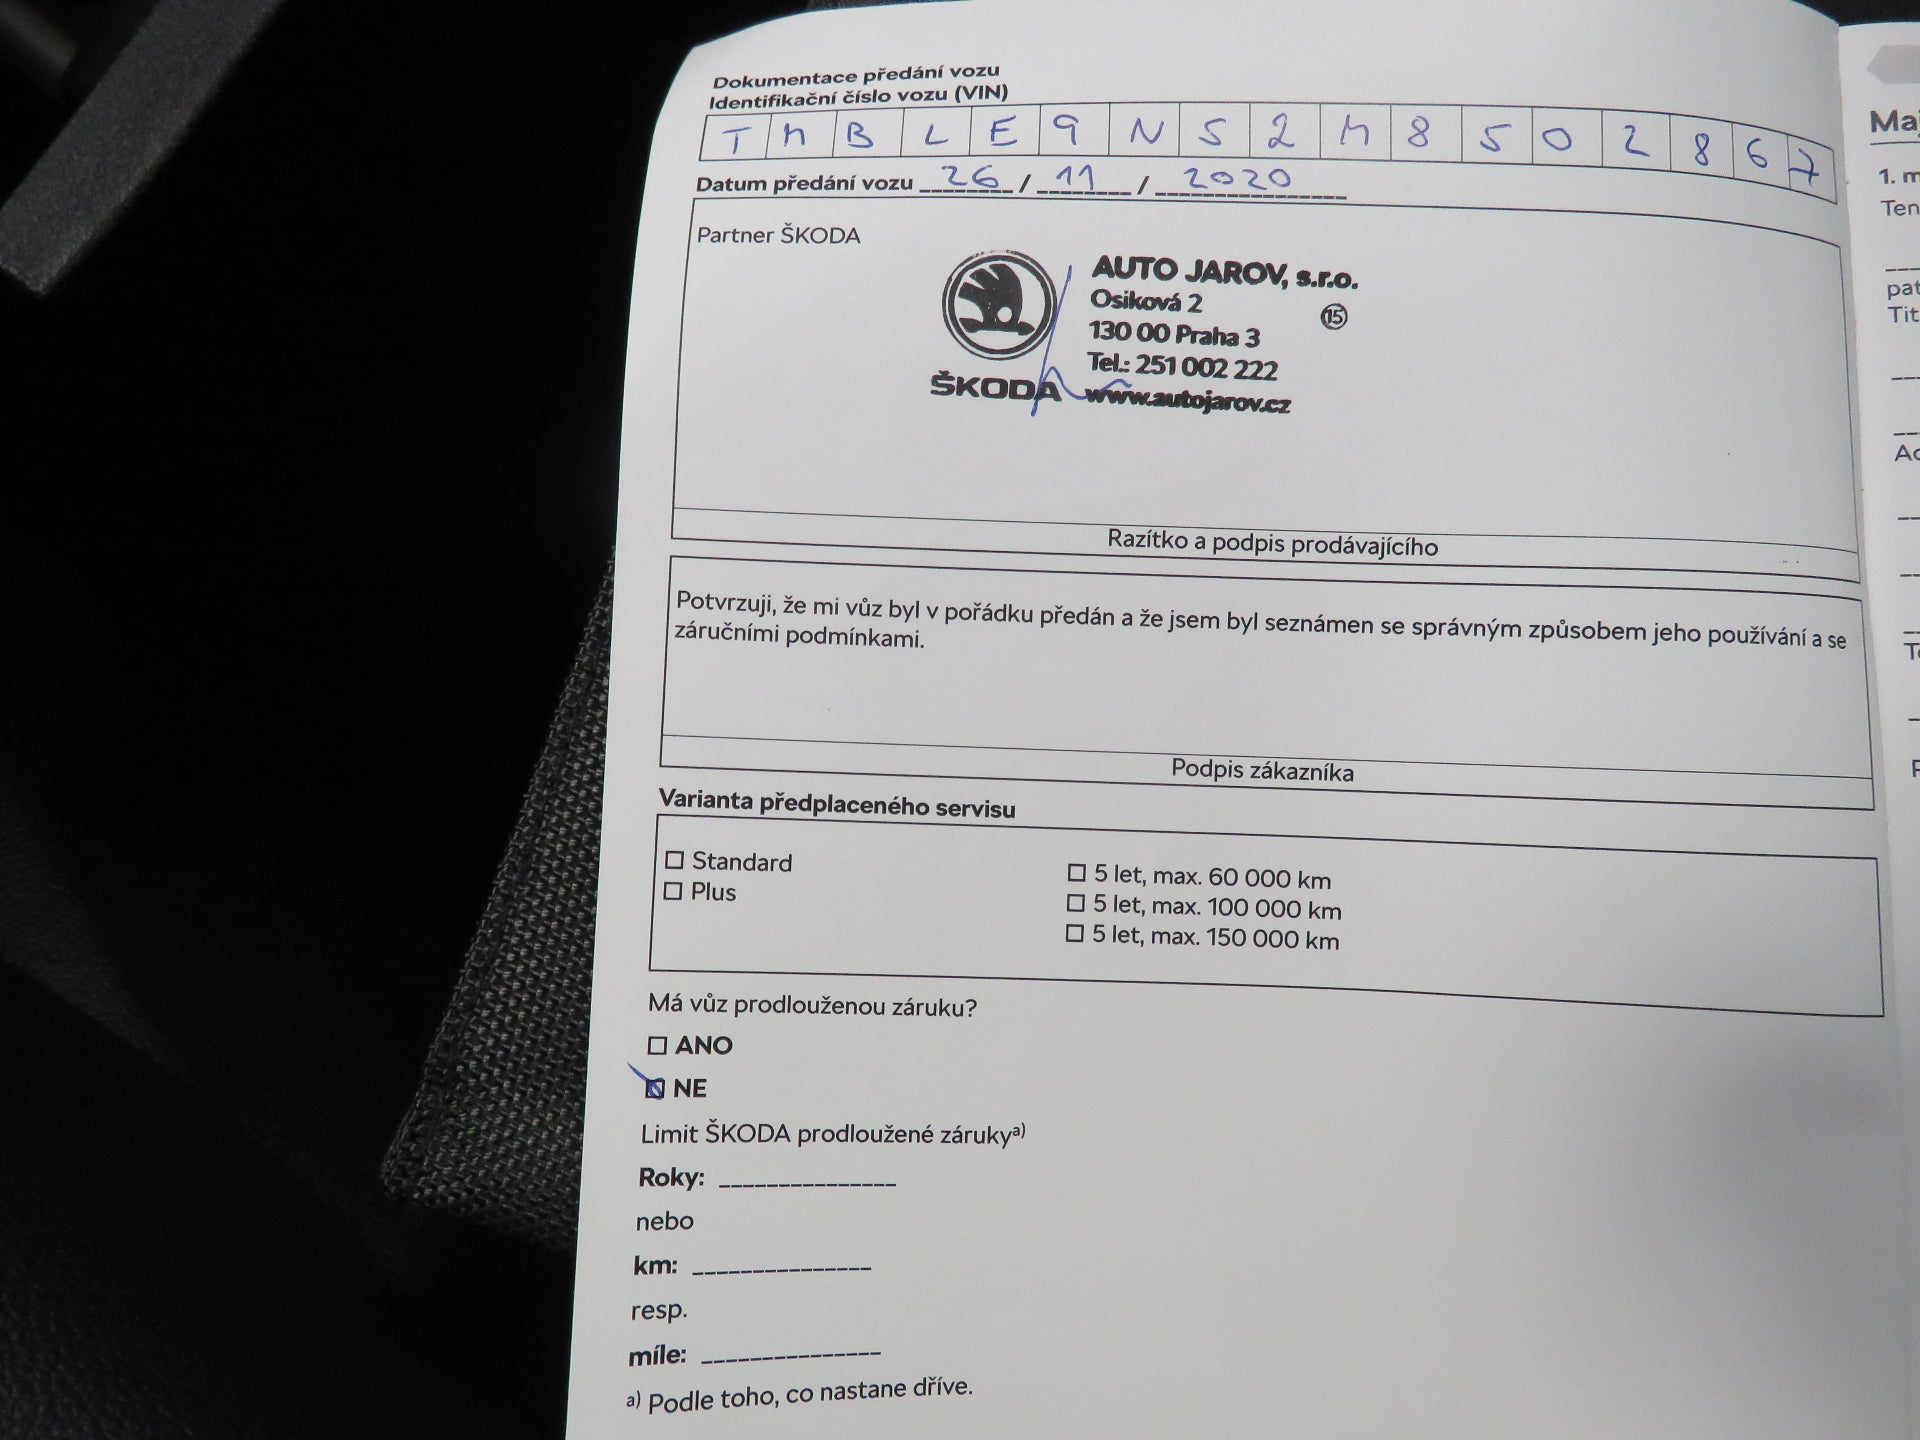 Dokumentace předání vozu
Identifikační číslo vozu (VIN)
T M B L E 9 N S 2 M 8 5 0 2 8 6 7
Datum předání vozu 26 / 11 / 2020
Partner ŠKODA
ŠKODA
AUTO JAROV, s.r.o.
Osiková 2
15
130 00 Praha 3
Tel.: 251 002 222
www.autojarov.cz
Razítko a podpis prodávajícího
Potvrzuji, že mi vůz byl v pořádku předán a že jsem byl seznámen se správným způsobem jeho používání a se
záručními podmínkami.
Podpis zákazníka
Varianta předplaceného servisu
Standard
Plus
5 let, max. 60 000 km
5 let, max. 100 000 km
5 let, max. 150 000 km
Má vůz prodlouženou záruku?
ANO
NE
Limit ŠKODA prodloužené záruky a)
Roky:
nebo
km:
resp.
míle:
a) Podle toho, co nastane dříve.
1.